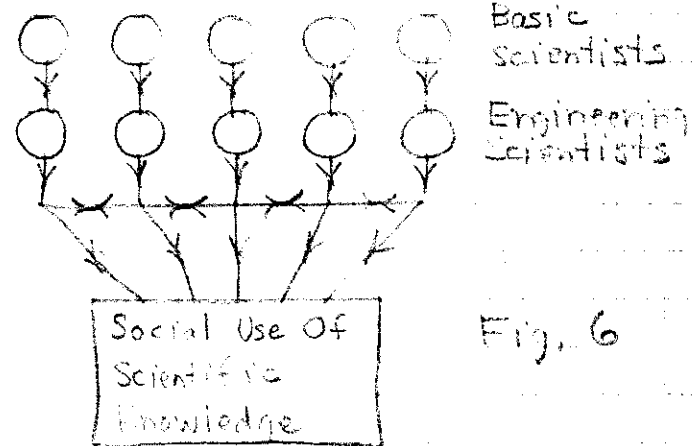 Basic
Scientists
Engineering
Scientists
Social Use Of
Scientific
Knowledge
Fig. 6